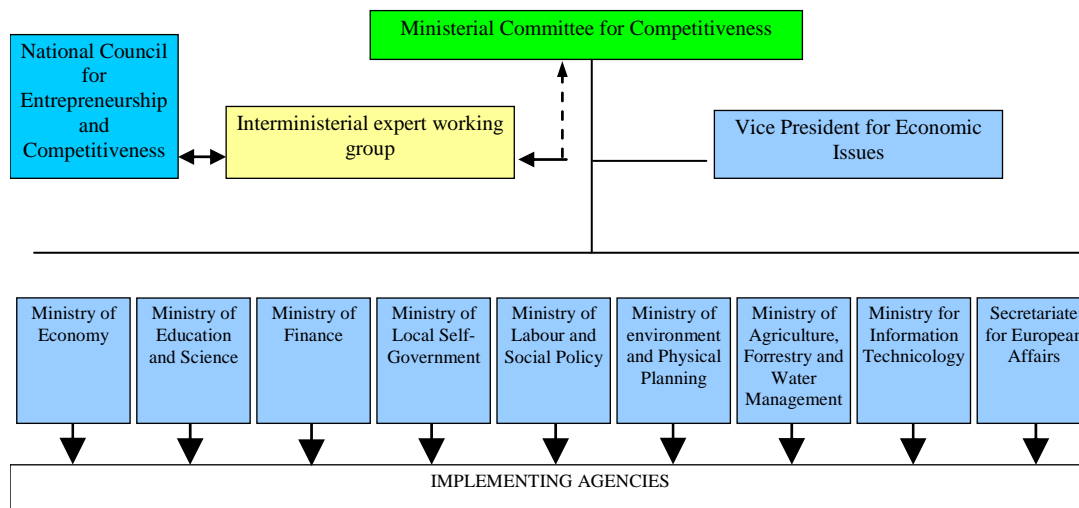 Ministerial Committee for Competitiveness
National Council
for
Entrepreneurship
and
Competitiveness
Interministerial expert working
group
Vice President for Economic
Issues
Ministry of
Economy
Ministry of
Education
and Science
Ministry of
Finance
Ministry of
Local Self-
Government
Ministry of
Labour and
Social Policy
Ministry of
environment
and Physical
Planning
Ministry of
Agriculture,
Forrestry and
Water
Management
Ministry for
Information
Technicology
Secretariate
for European
Affairs
IMPLEMENTING AGENCIES